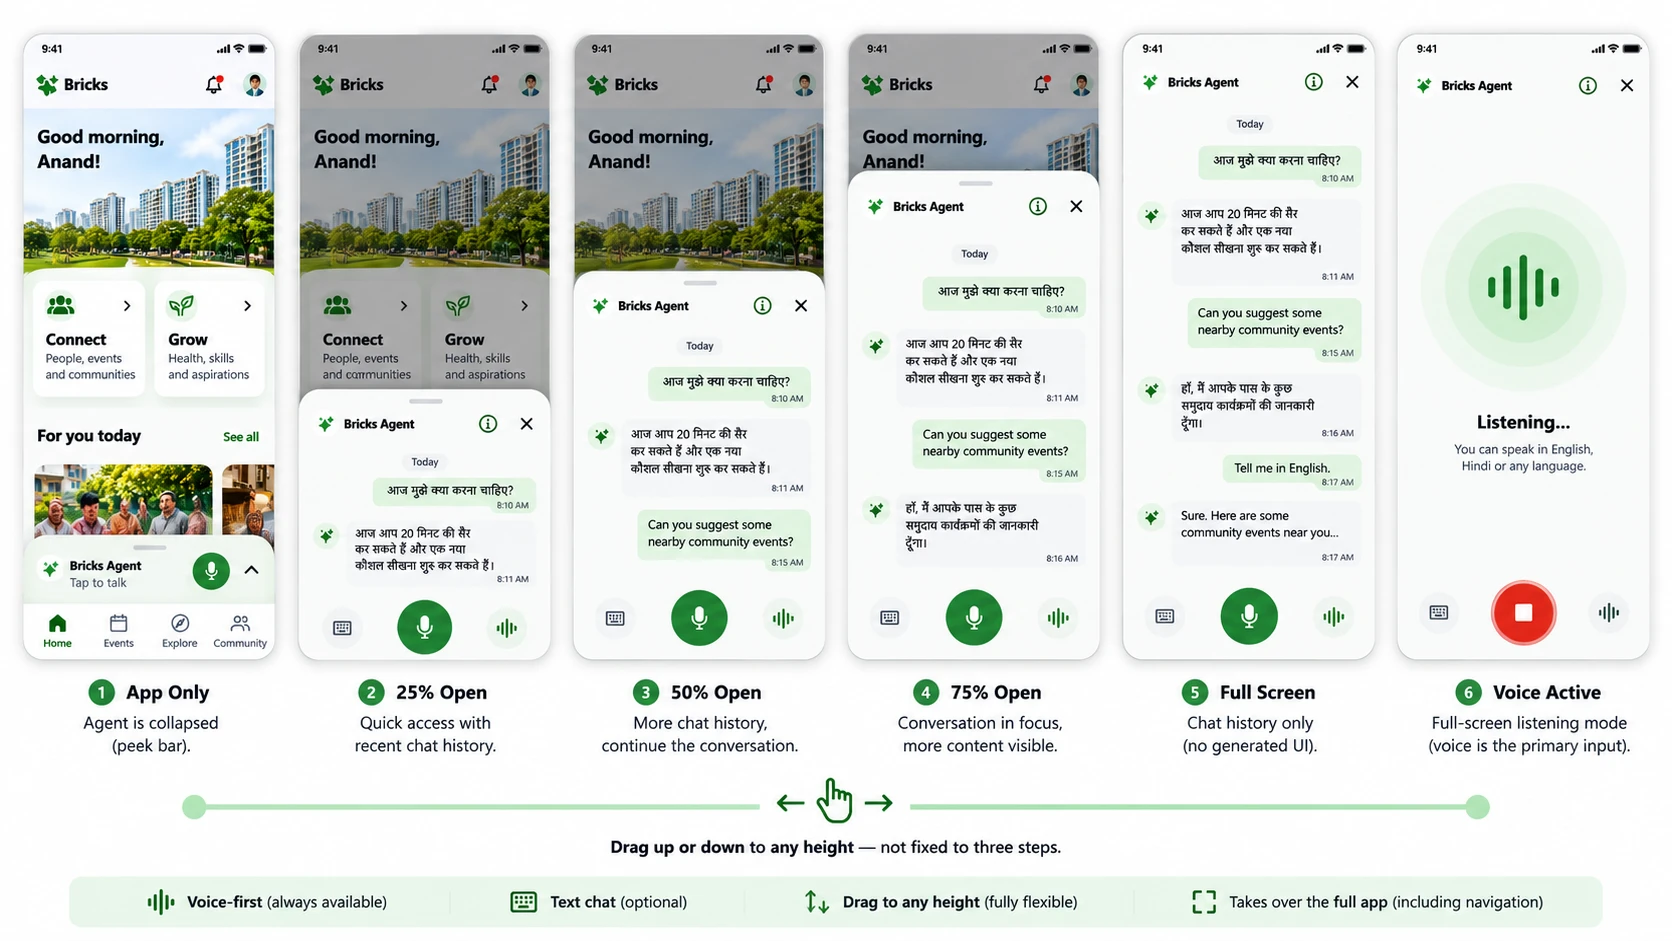 9:41
Bricks
Good morning,
Anand!
Connect
People, events
and communities
Grow
Health, skills
and aspirations
For you today
See all
Bricks Agent
Tap to talk
Home
Events
Explore
Community
1 App Only
Agent is collapsed
(peek bar).
9:41
Bricks
Good morning,
Anand!
Connect
People, events
and communities
Grow
Health, skills
and aspirations
Bricks Agent
Today
आज मुझे क्या करना चाहिए?
8:10 AM
आज आप 20 मिनट की सैर
कर सकते हैं और एक नया
कौशल सीखना शुरू कर सकते हैं।
8:11 AM
2 25% Open
Quick access with
recent chat history.
9:41
Bricks
Good morning,
Anand!
Bricks Agent
Today
आज मुझे क्या करना चाहिए?
8:10 AM
आज आप 20 मिनट की सैर
कर सकते हैं और एक नया
कौशल सीखना शुरू कर सकते हैं।
8:11 AM
Can you suggest some
nearby community events?
8:15 AM
3 50% Open
More chat history,
continue the conversation.
9:41
Bricks
Good morning,
Anand!
Bricks Agent
Today
आज मुझे क्या करना चाहिए?
8:10 AM
आज आप 20 मिनट की सैर
कर सकते हैं और एक नया
कौशल सीखना शुरू कर सकते हैं।
8:11 AM
Can you suggest some
nearby community events?
8:15 AM
हाँ, मैं आपके पास के कुछ
समुदाय कार्यक्रमों की जानकारी
दूँगा।
8:16 AM
4 75% Open
Conversation in focus,
more content visible.
9:41
Bricks Agent
Today
आज मुझे क्या करना चाहिए?
8:10 AM
आज आप 20 मिनट की सैर
कर सकते हैं और एक नया
कौशल सीखना शुरू कर सकते हैं।
8:11 AM
Can you suggest some
nearby community events?
8:15 AM
हाँ, मैं आपके पास के कुछ
समुदाय कार्यक्रमों की जानकारी
दूँगा।
8:16 AM
Tell me in English.
8:17 AM
Sure. Here are some
community events near you...
8:17 AM
5 Full Screen
Chat history only
(no generated UI).
9:41
Bricks Agent
Listening...
You can speak in English,
Hindi or any language.
6 Voice Active
Full-screen listening mode
(voice is the primary input).
Drag up or down to any height — not fixed to three steps.
Voice-first (always available)
Text chat (optional)
Drag to any height (fully flexible)
Takes over the full app (including navigation)